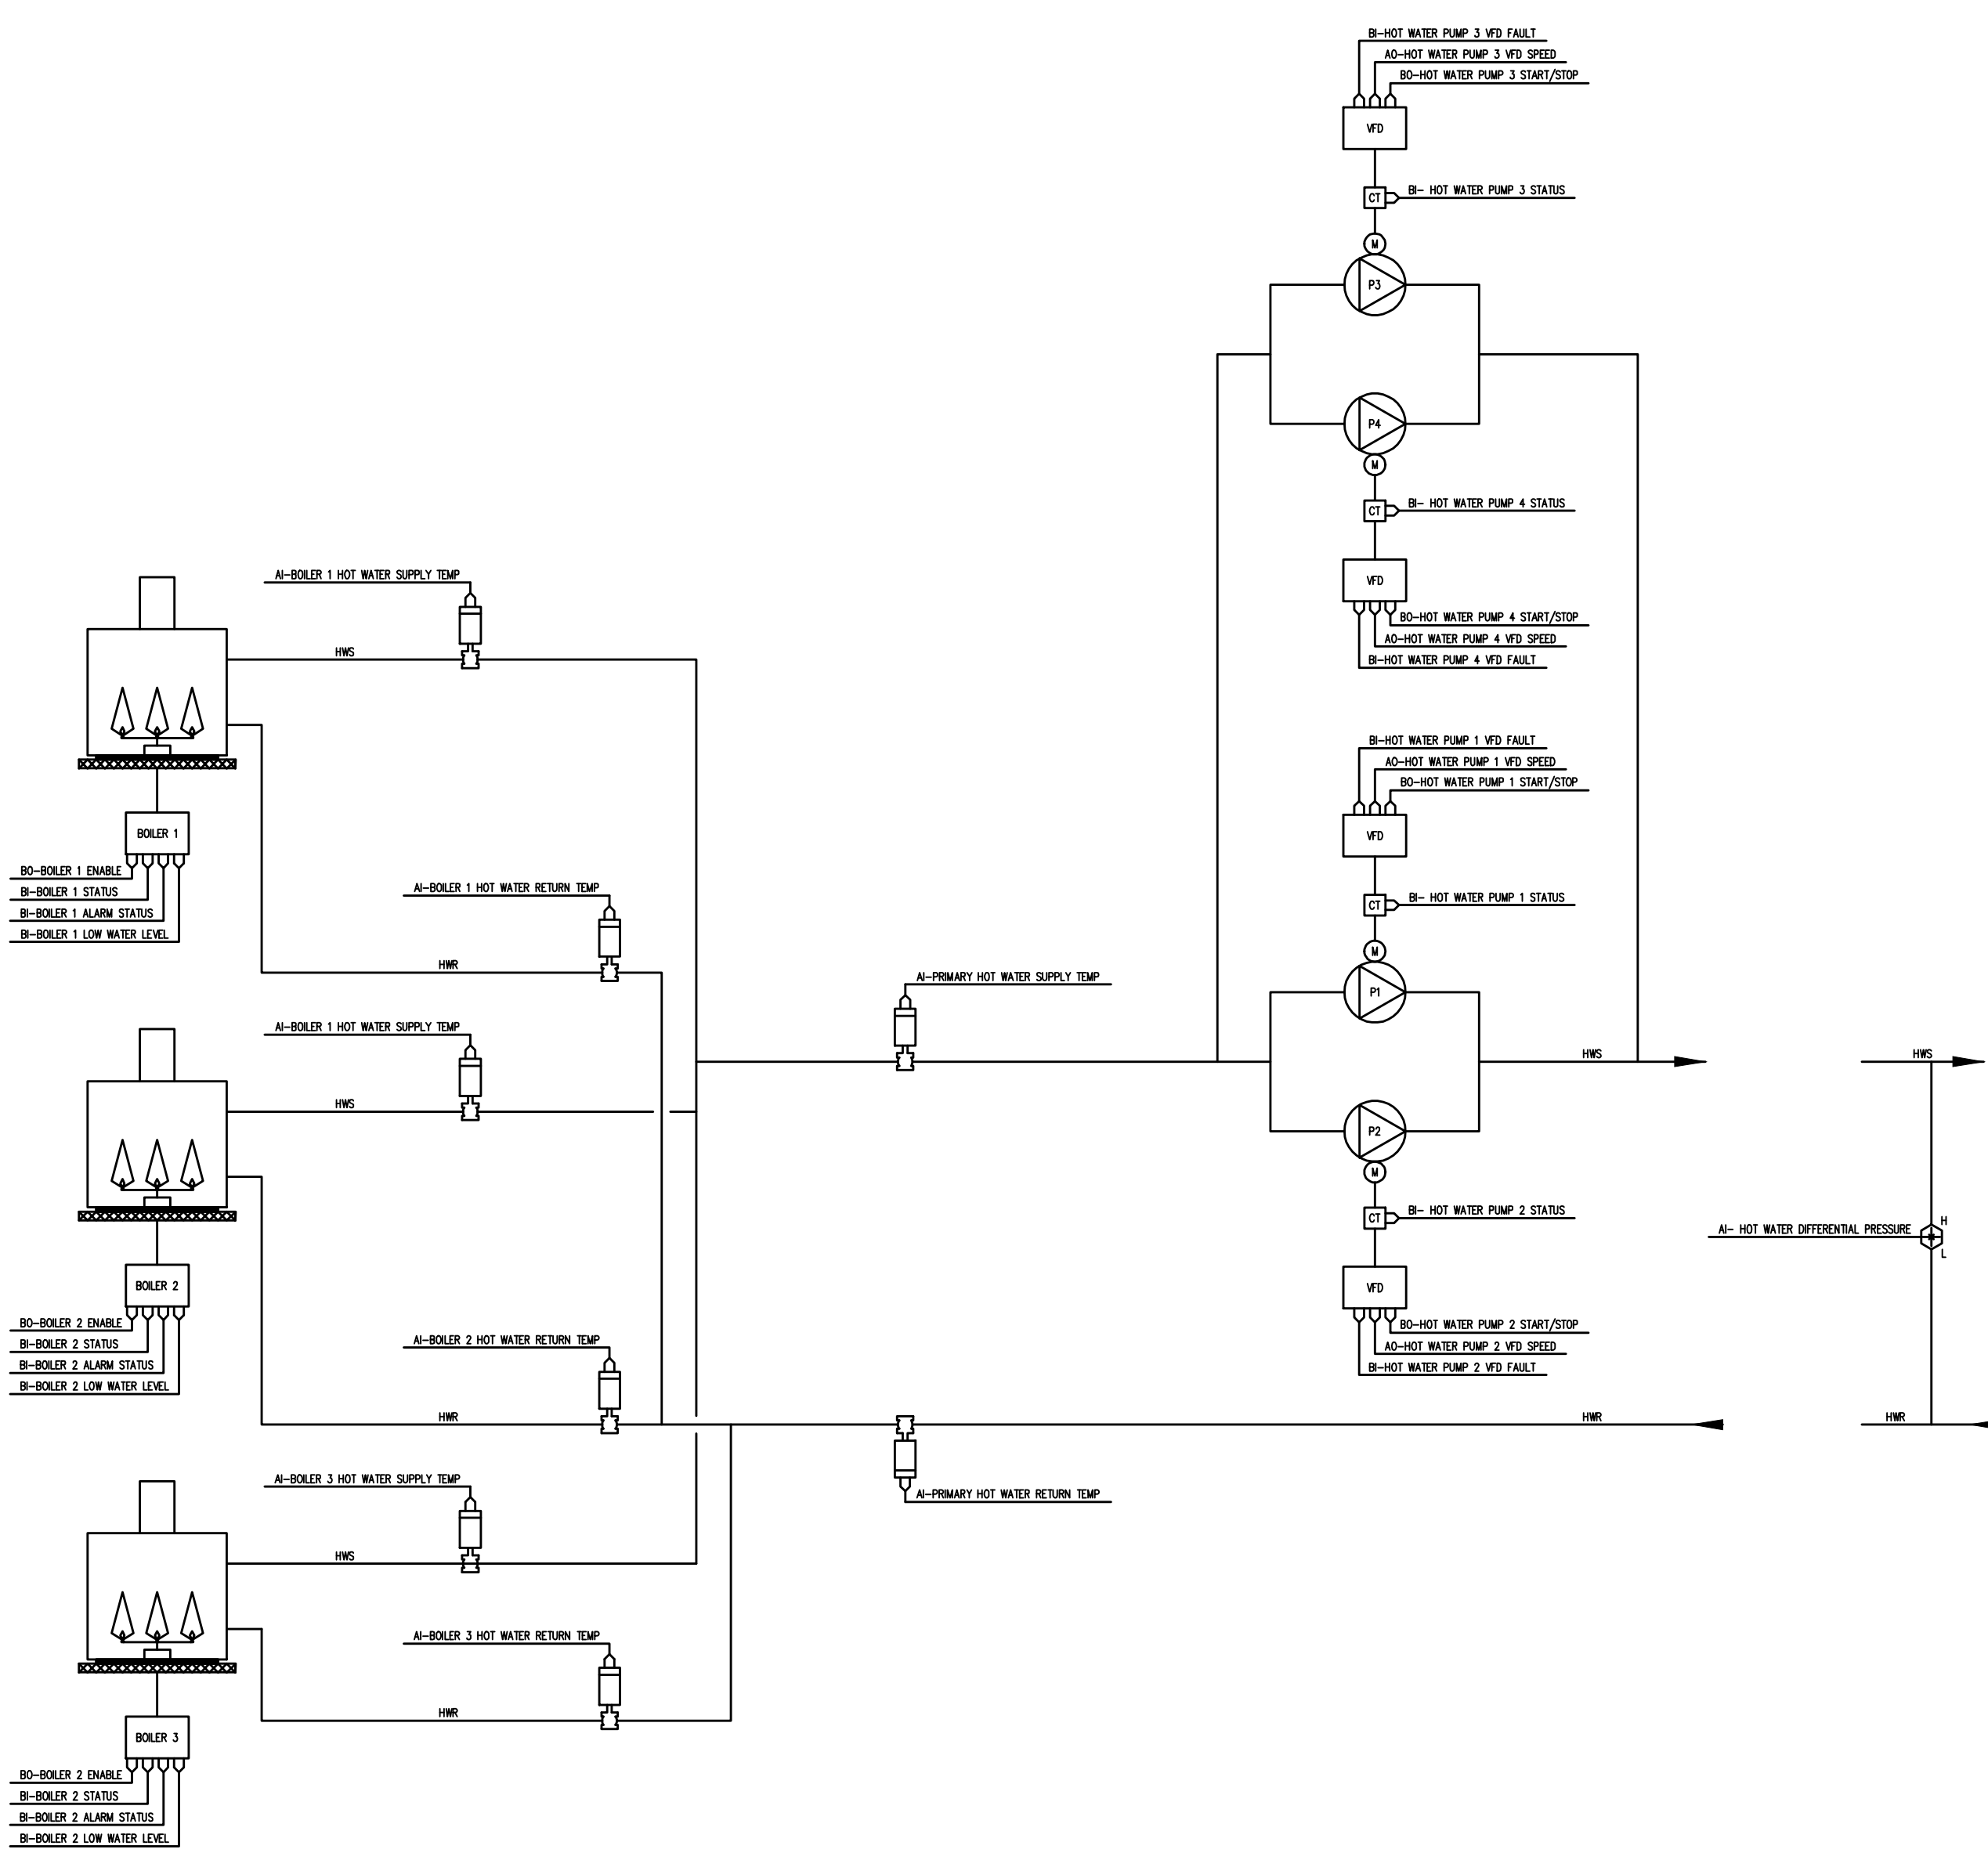 BI-HOT WATER PUMP 3 VFD FAULT
AO-HOT WATER PUMP 3 VFD SPEED
BO-HOT WATER PUMP 3 START/STOP
VFD
CT
BI- HOT WATER PUMP 3 STATUS
M
P3
P4
M
CT
BI- HOT WATER PUMP 4 STATUS
VFD
BO-HOT WATER PUMP 4 START/STOP
AO-HOT WATER PUMP 4 VFD SPEED
BI-HOT WATER PUMP 4 VFD FAULT
AI-BOILER 1 HOT WATER SUPPLY TEMP
HWS
BOILER 1
BO-BOILER 1 ENABLE
BI-BOILER 1 STATUS
BI-BOILER 1 ALARM STATUS
BI-BOILER 1 LOW WATER LEVEL
AI-BOILER 1 HOT WATER RETURN TEMP
HWR
BI-HOT WATER PUMP 1 VFD FAULT
AO-HOT WATER PUMP 1 VFD SPEED
BO-HOT WATER PUMP 1 START/STOP
VFD
CT
BI- HOT WATER PUMP 1 STATUS
M
P1
AI-PRIMARY HOT WATER SUPPLY TEMP
HWS
HWS
P2
M
CT
BI- HOT WATER PUMP 2 STATUS
VFD
BO-HOT WATER PUMP 2 START/STOP
AO-HOT WATER PUMP 2 VFD SPEED
BI-HOT WATER PUMP 2 VFD FAULT
AI- HOT WATER DIFFERENTIAL PRESSURE
H
L
AI-BOILER 1 HOT WATER SUPPLY TEMP
HWS
BOILER 2
BO-BOILER 2 ENABLE
BI-BOILER 2 STATUS
BI-BOILER 2 ALARM STATUS
BI-BOILER 2 LOW WATER LEVEL
AI-BOILER 2 HOT WATER RETURN TEMP
HWR
HWR
HWR
AI-PRIMARY HOT WATER RETURN TEMP
AI-BOILER 3 HOT WATER SUPPLY TEMP
HWS
AI-BOILER 3 HOT WATER RETURN TEMP
HWR
BOILER 3
BO-BOILER 2 ENABLE
BI-BOILER 2 STATUS
BI-BOILER 2 ALARM STATUS
BI-BOILER 2 LOW WATER LEVEL